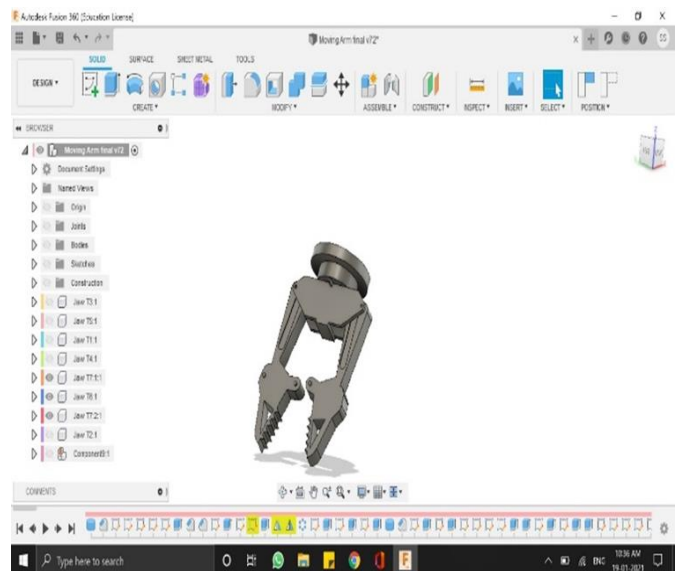 Autodesk Fusion 360 (Education License)
Moving Arm final v72*
SOLID SURFACE SHEET METAL TOOLS
DESIGN
CREATE MODIFY ASSEMBLE CONSTRUCT INSPECT INSERT SELECT POSITION
BROWSER
Moving Arm final v72
Document Settings
Named Views
Origin
Joints
Bodies
Sketches
Construction
Jaw T3:1
Jaw T5:1
Jaw T1:1
Jaw T4:1
Jaw T7:1:1
Jaw T6:1
Jaw T7.2:1
Jaw T2:1
COMMENTS
Type here to search
ENG
10:36 AM
19-01-2021